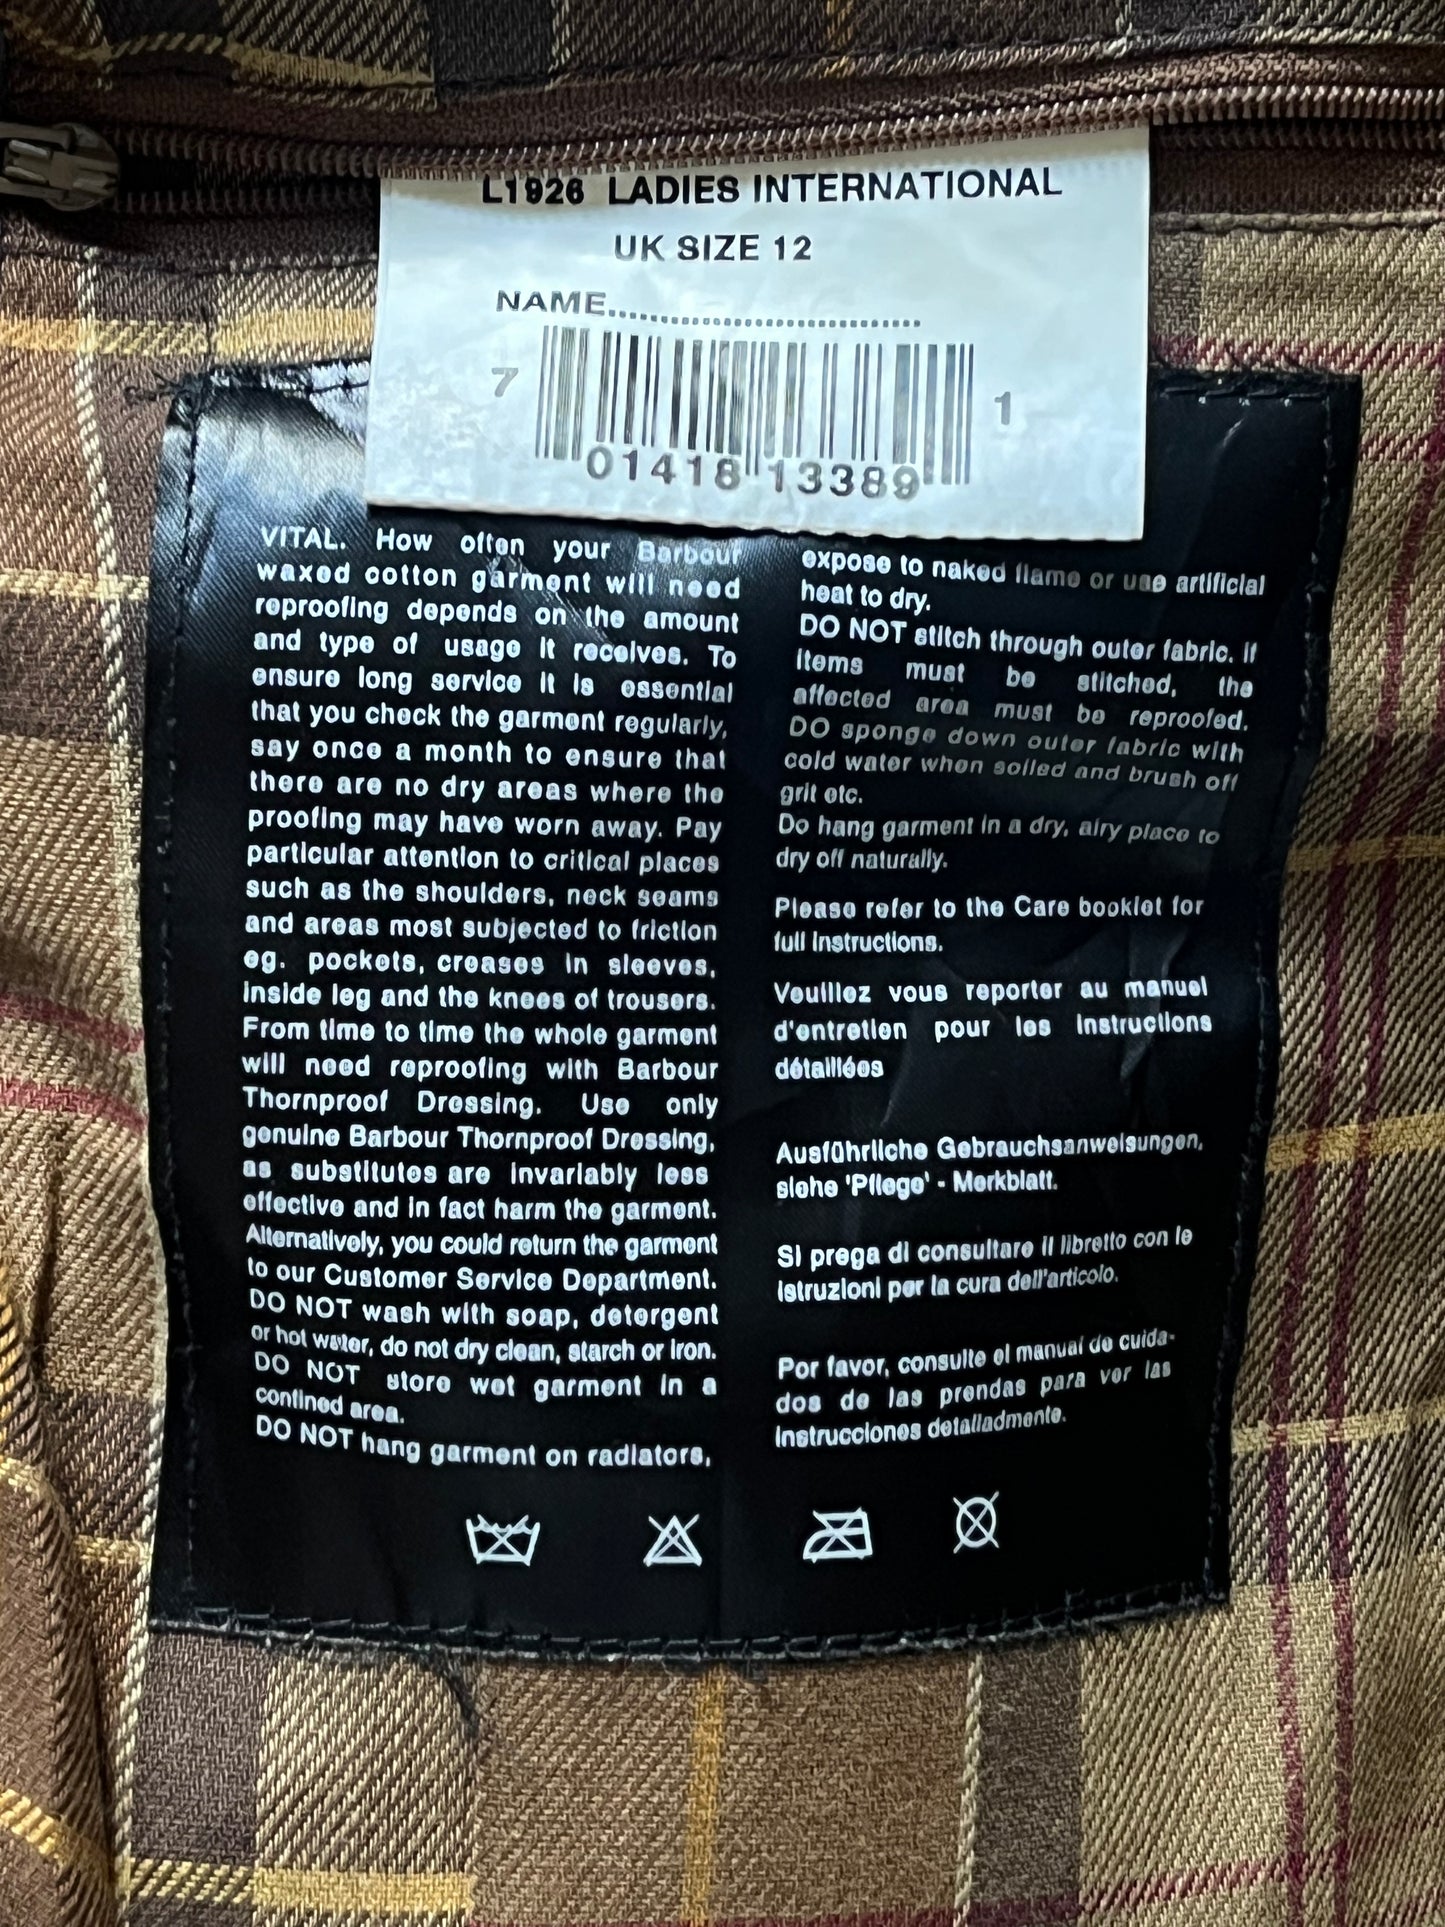 L1926 LADIES INTERNATIONAL
UK SIZE 12
NAME..............................
7 1
01418 13389
VITAL. How often your Barbour
waxed cotton garment will need
reproofing depends on the amount
and type of usage it receives. To
ensure long service it is essential
that you check the garment regularly,
say once a month to ensure that
there are no dry areas where the
proofing may have worn away. Pay
particular attention to critical places
such as the shoulders, neck seams
and areas most subjected to friction
eg. pockets, creases in sleeves,
inside leg and the knees of trousers.
From time to time the whole garment
will need reproofing with Barbour
Thornproof Dressing. Use only
genuine Barbour Thornproof Dressing,
as substitutes are invariably less
effective and in fact harm the garment.
Alternatively, you could return the garment
to our Customer Service Department.
DO NOT wash with soap, detergent
or hot water, do not dry clean, starch or iron.
DO NOT store wet garment in a
confined area.
DO NOT hang garment on radiators,
expose to naked flame or use artificial
heat to dry.
DO NOT stitch through outer fabric. If
items must be stitched, the
affected area must be reproofed.
DO sponge down outer fabric with
cold water when soiled and brush off
grit etc.
Do hang garment in a dry, airy place to
dry off naturally.
Please refer to the Care booklet for
full instructions.
Veuillez vous reporter au manuel
d'entretien pour les instructions
détaillées
Ausführliche Gebrauchsanweisungen,
siehe 'Pflege' - Merkblatt.
Si prega di consultare il libretto con le
istruzioni per la cura dell'articolo.
Por favor, consulte el manual de cuida-
dos de las prendas para ver las
instrucciones detalladmente.